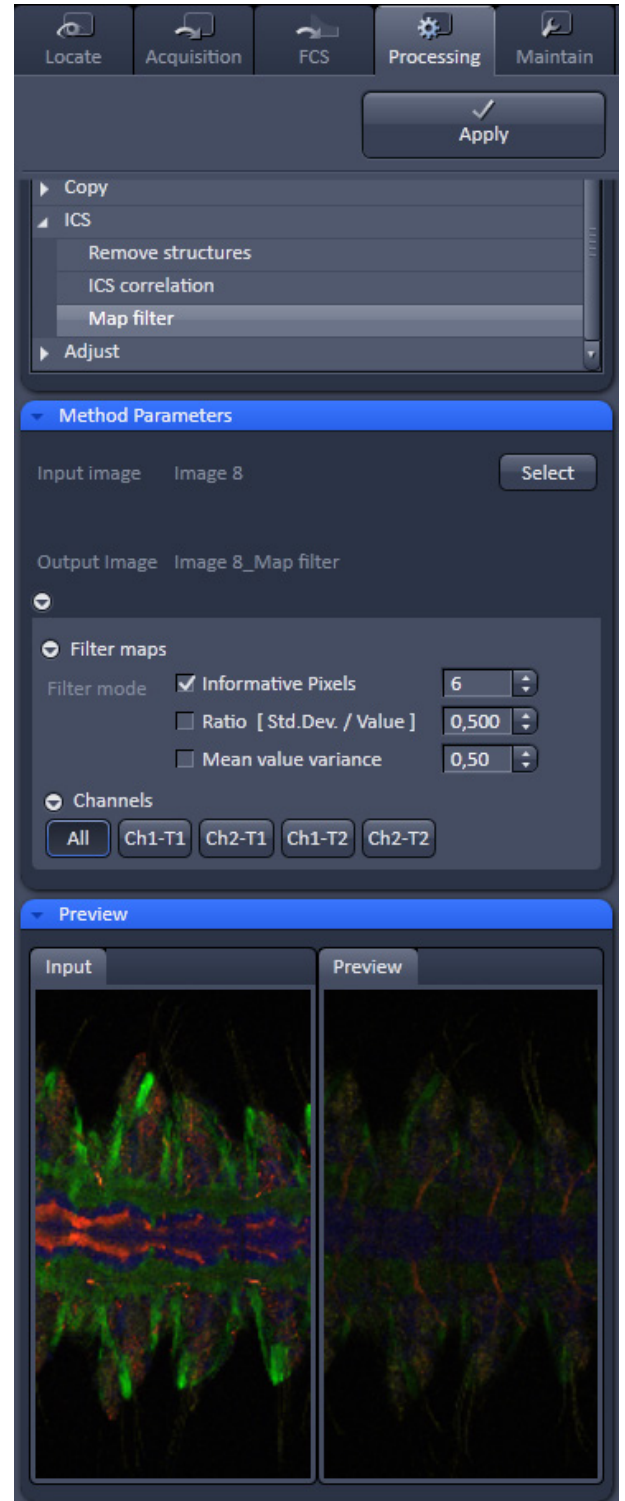 Locate Acquisition FCS Processing Maintain
Apply
Copy
ICS
Remove structures
ICS correlation
Map filter
Adjust
Method Parameters
Input image Image 8 Select
Output Image Image 8_Map filter
Filter maps
Filter mode Informative Pixels 6
Ratio [ Std.Dev. / Value ] 0,500
Mean value variance 0,50
Channels
All Ch1-T1 Ch2-T1 Ch1-T2 Ch2-T2
Preview
Input Preview